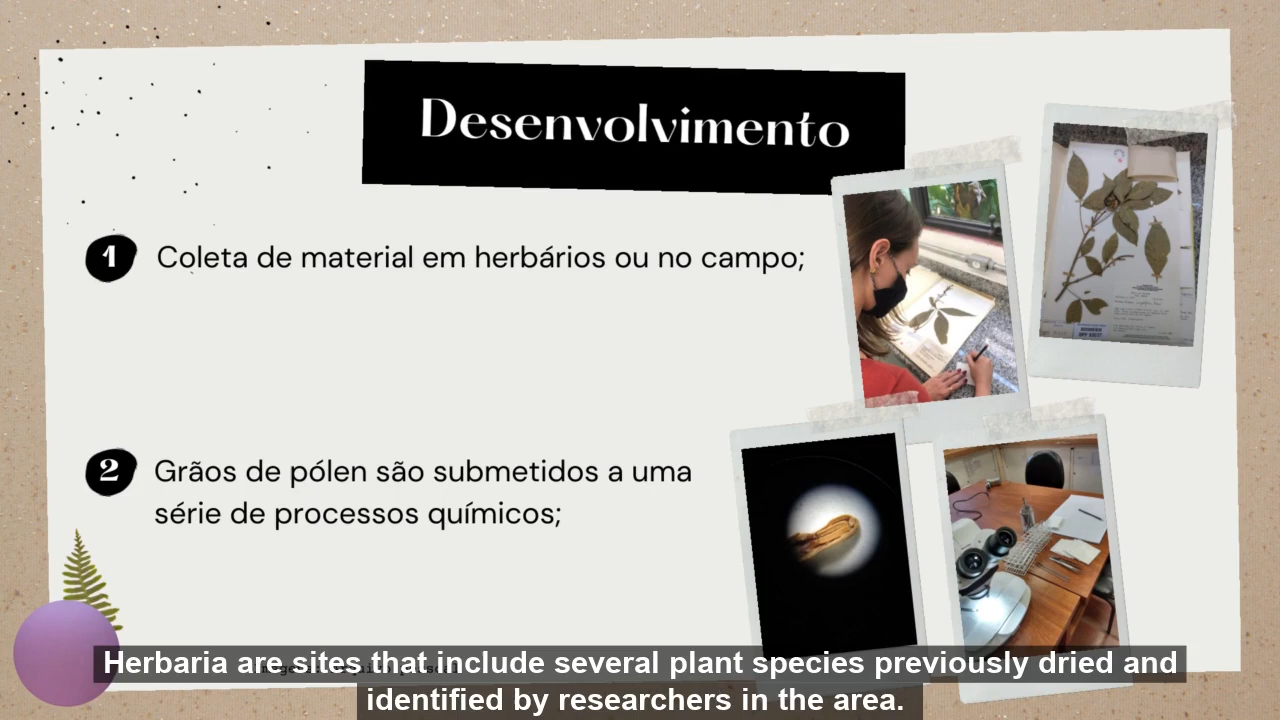 Desenvolvimento
1 Coleta de material em herbários ou no campo;
2 Grãos de pólen são submetidos a uma
série de processos químicos;
Herbaria are sites that include several plant species previously dried and
identified by researchers in the area.